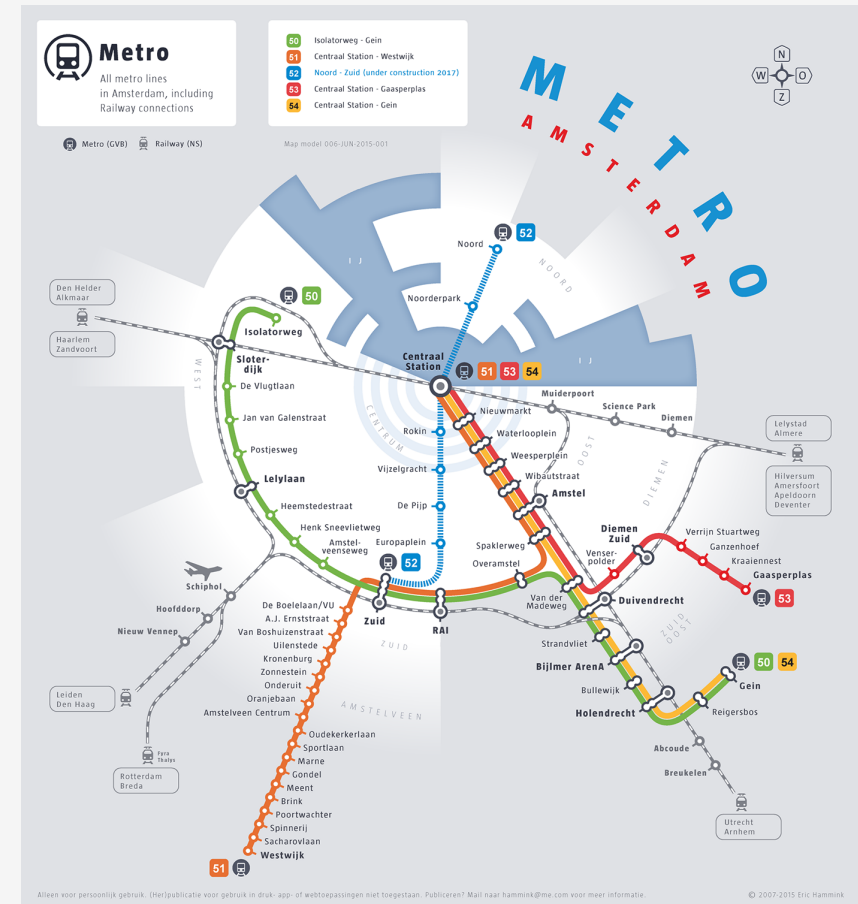 Metro
All metro lines
in Amsterdam, including
Railway connections
50 Isolatorweg - Gein
51 Centraal Station - Westwijk
52 Noord - Zuid (under construction 2017)
53 Centraal Station - Gaasperplas
54 Centraal Station - Gein
Metro (GVB) Railway (NS)
Map model 006-JUN-2015-001
METRO
AMSTERDAM
N
W O
Z
Noord
52
NOORD
IJ
Noorderpark
Den Helder
Alkmaar
Haarlem
Zandvoort
50
Isolatorweg
Sloter-
dijk
WEST
De Vlugtlaan
Jan van Galenstraat
Postjesweg
Lelylaan
Heemstedestraat
Henk Sneevlietweg
Amstel-
veenseweg
Centraal
Station
51 53 54
IJ
CENTRUM
Rokin
Vijzelgracht
De Pijp
Europaplein
52
Nieuwmarkt
Waterlooplein
Weesperplein
Wibautstraat
Amstel
Spaklerweg
Overamstel
OOST
Muiderpoort
Science Park
Diemen
Lelystad
Almere
Hilversum
Amersfoort
Apeldoorn
Deventer
DIEMEN
Diemen
Zuid
Venser-
polder
Verrijn Stuartweg
Ganzenhoef
Kraaiennest
Gaasperplas
53
Van der
Madeweg
Duivendrecht
ZUID
OOST
Strandvliet
Bijlmer ArenA
Bullewijk
Holendrecht
50 54
Gein
Reigersbos
Abcoude
Breukelen
Utrecht
Arnhem
Schiphol
Hoofddorp
Nieuw Vennep
Leiden
Den Haag
Fyra
Thalys
Rotterdam
Breda
Zuid
RAI
ZUID
AMSTELVEEN
De Boelelaan/VU
A.J. Ernststraat
Van Boshuizenstraat
Uilenstede
Kronenburg
Zonnestein
Onderuit
Oranjebaan
Amstelveen Centrum
Oudekerkerlaan
Sportlaan
Marne
Gondel
Meent
Brink
Poortwachter
Spinnerij
Sacharovlaan
Westwijk
51
Alleen voor persoonlijk gebruik. (Her)publicatie voor gebruik in druk- app- of webtoepassingen niet toegestaan. Publiceren? Mail naar hammink@me.com voor meer informatie.
© 2007-2015 Eric Hammink